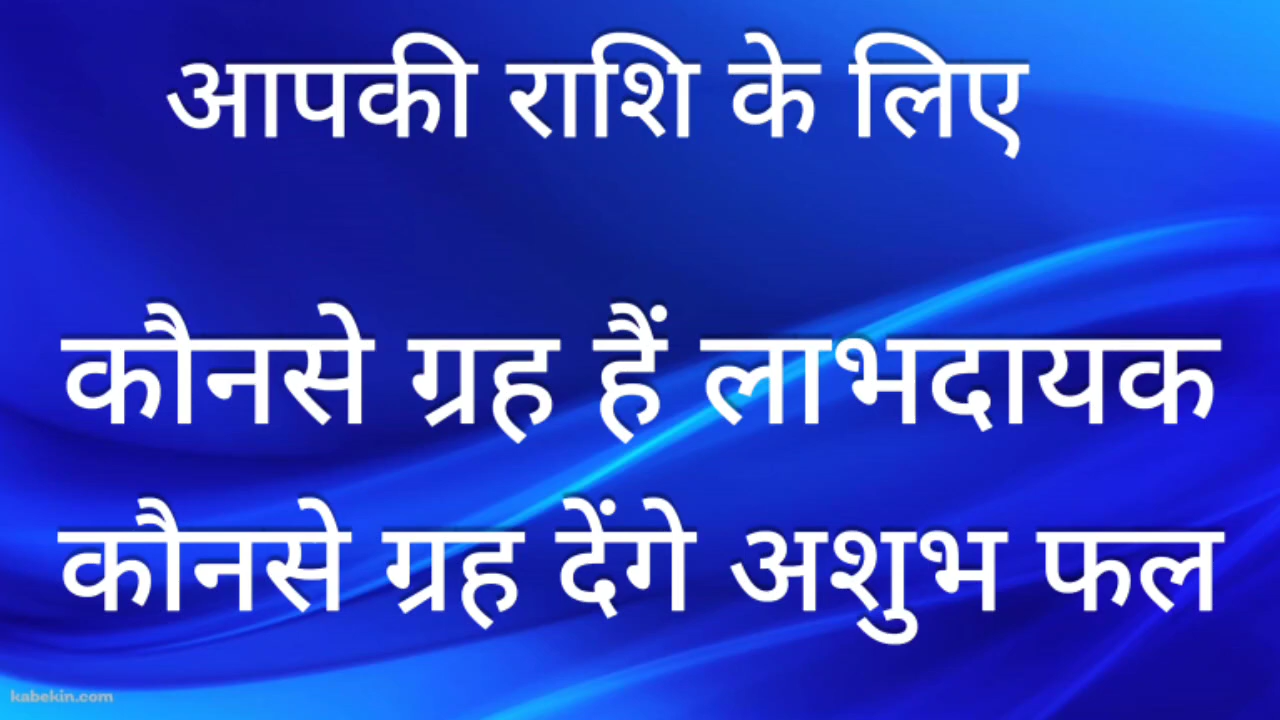 आपकी राशि के लिए
कौनसे ग्रह हैं लाभदायक
कौनसे ग्रह देंगे अशुभ फल
kabekin.com